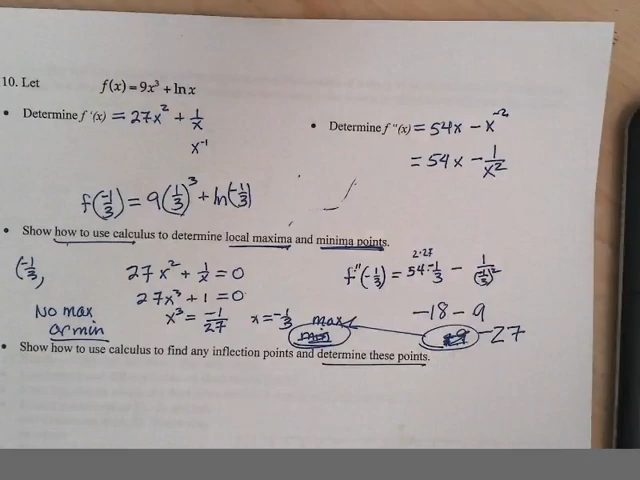 10. Let f(x) = 9x³ + ln x
• Determine f '(x) = 27x² + 1/x
x⁻¹
• Determine f ''(x) = 54x - x⁻²
= 54x - 1/x²
f(-1/3) = 9(1/3)³ + ln(-1/3)
• Show how to use calculus to determine local maxima and minima points.
(-1/3,
27x² + 1/x = 0
27x³ + 1 = 0
x³ = -1/27 x = -1/3 max
No max
or min
2·27
f''(-1/3) = 54·-1/3 - 1/(-1/3)²
-18 - 9
-27
• Show how to use calculus to find any inflection points and determine these points.